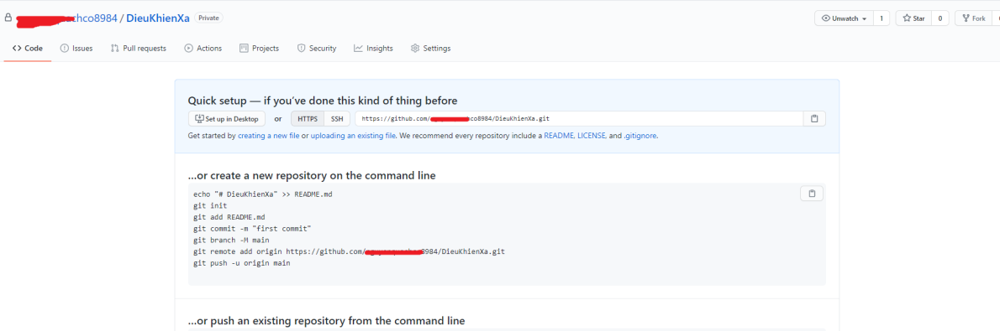 chco8984 / DieuKhienXa Private
Unwatch 1 Star 0 Fork
Code Issues Pull requests Actions Projects Security Insights Settings
Quick setup — if you've done this kind of thing before
Set up in Desktop or HTTPS SSH https://github.com/ co8984/DieuKhienXa.git
Get started by creating a new file or uploading an existing file. We recommend every repository include a README, LICENSE, and .gitignore.
…or create a new repository on the command line
echo "# DieuKhienXa" >> README.md
git init
git add README.md
git commit -m "first commit"
git branch -M main
git remote add origin https://github.com/ 8984/DieuKhienXa.git
git push -u origin main
…or push an existing repository from the command line